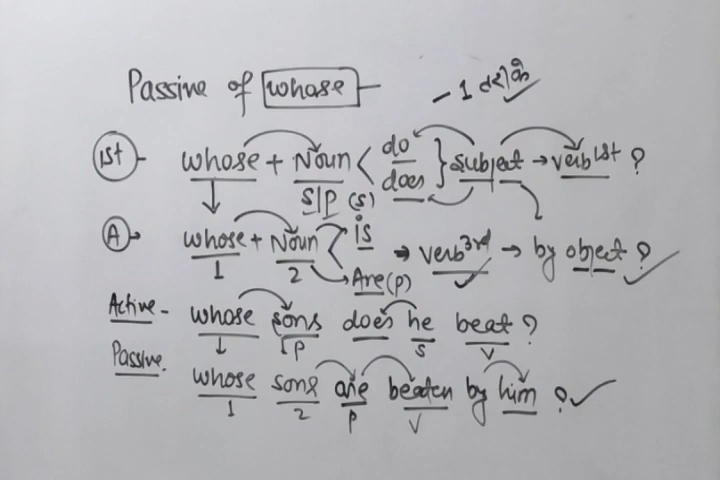 Passive of whose - - 1 तरीके
1st - whose + Noun < do does } subject → verb 1st ?
S/P (s)
A → whose + Noun is → verb 3rd → by object ?
1 2 Are (p)
Active - whose sons does he beat ?
P S V
Passive. whose sons are beaten by him ?
1 2 P V